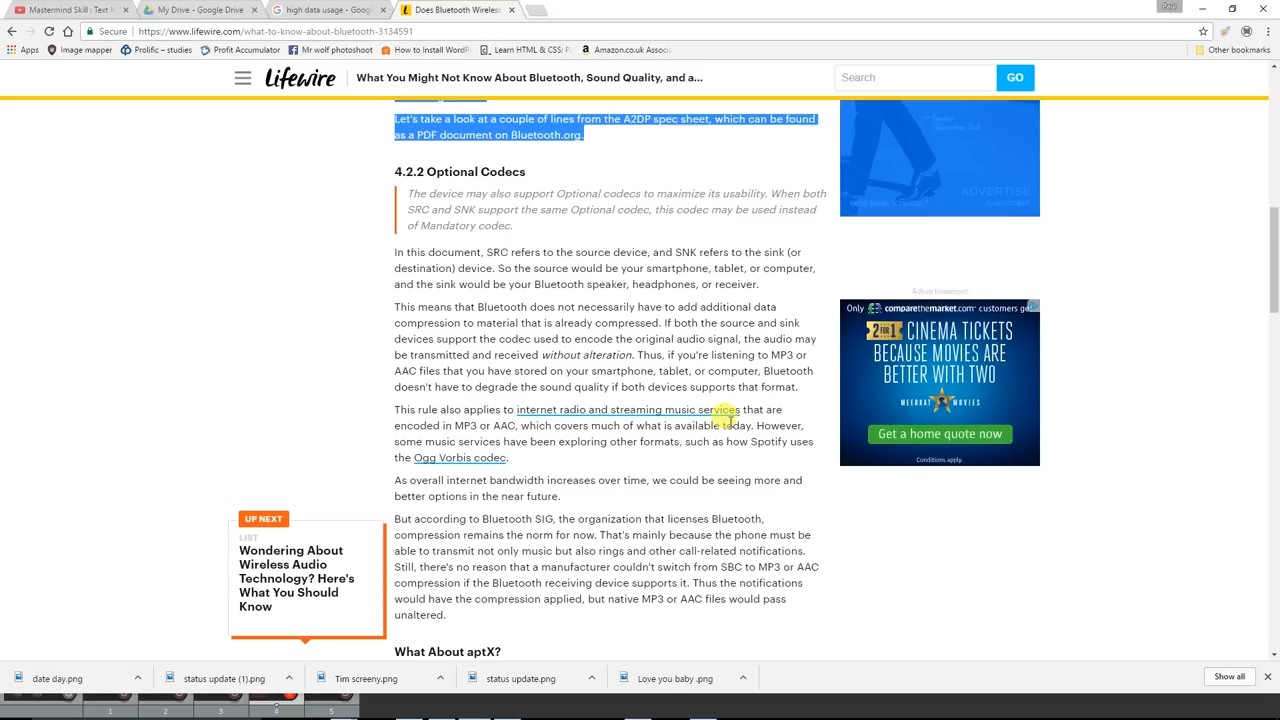 Mastermind Skill : Text M
My Drive - Google Drive
high data usage - Googl
Does Bluetooth Wireless
Paul
Secure
https://www.lifewire.com/what-to-know-about-bluetooth-3134591
Apps
Image mapper
Prolific – studies
Profit Accumulator
Mr wolf photoshoot
How to Install WordP
Learn HTML & CSS: P
Amazon.co.uk Associ
Other bookmarks
Lifewire
What You Might Not Know About Bluetooth, Sound Quality, and a...
Search
GO
Let's take a look at a couple of lines from the A2DP spec sheet, which can be found
as a PDF document on Bluetooth.org.
4.2.2 Optional Codecs
The device may also support Optional codecs to maximize its usability. When both
SRC and SNK support the same Optional codec, this codec may be used instead
of Mandatory codec.
In this document, SRC refers to the source device, and SNK refers to the sink (or
destination) device. So the source would be your smartphone, tablet, or computer,
and the sink would be your Bluetooth speaker, headphones, or receiver.
This means that Bluetooth does not necessarily have to add additional data
compression to material that is already compressed. If both the source and sink
devices support the codec used to encode the original audio signal, the audio may
be transmitted and received without alteration. Thus, if you're listening to MP3 or
AAC files that you have stored on your smartphone, tablet, or computer, Bluetooth
doesn't have to degrade the sound quality if both devices supports that format.
This rule also applies to internet radio and streaming music services that are
encoded in MP3 or AAC, which covers much of what is available today. However,
some music services have been exploring other formats, such as how Spotify uses
the Ogg Vorbis codec.
As overall internet bandwidth increases over time, we could be seeing more and
better options in the near future.
But according to Bluetooth SIG, the organization that licenses Bluetooth,
compression remains the norm for now. That's mainly because the phone must be
able to transmit not only music but also rings and other call-related notifications.
Still, there's no reason that a manufacturer couldn't switch from SBC to MP3 or AAC
compression if the Bluetooth receiving device supports it. Thus the notifications
would have the compression applied, but native MP3 or AAC files would pass
unaltered.
What About aptX?
ADVERTISE
quantcast
Advertisement
Only comparethemarket.com customers get
2 FOR 1 CINEMA TICKETS
BECAUSE MOVIES ARE
BETTER WITH TWO
MEERKAT MOVIES
Get a home quote now
Conditions apply.
UP NEXT
LIST
Wondering About
Wireless Audio
Technology? Here's
What You Should
Know
date day.png
status update (1).png
Tim screeny.png
status update.png
Love you baby .png
Show all
1
2
3
4
5